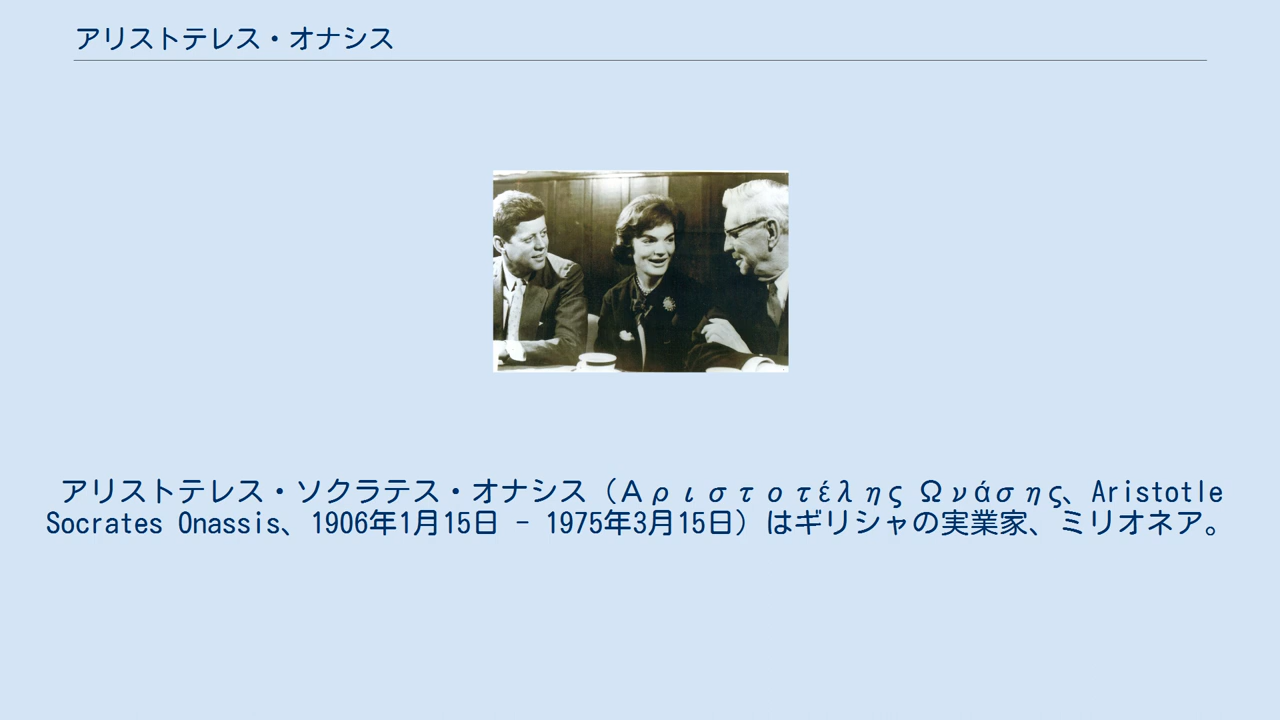 アリストテレス・オナシス
アリストテレス・ソクラテス・オナシス（Αριστοτέλης Ωνάσης、Aristotle
Socrates Onassis、1906年1月15日 - 1975年3月15日）はギリシャの実業家、ミリオネア。